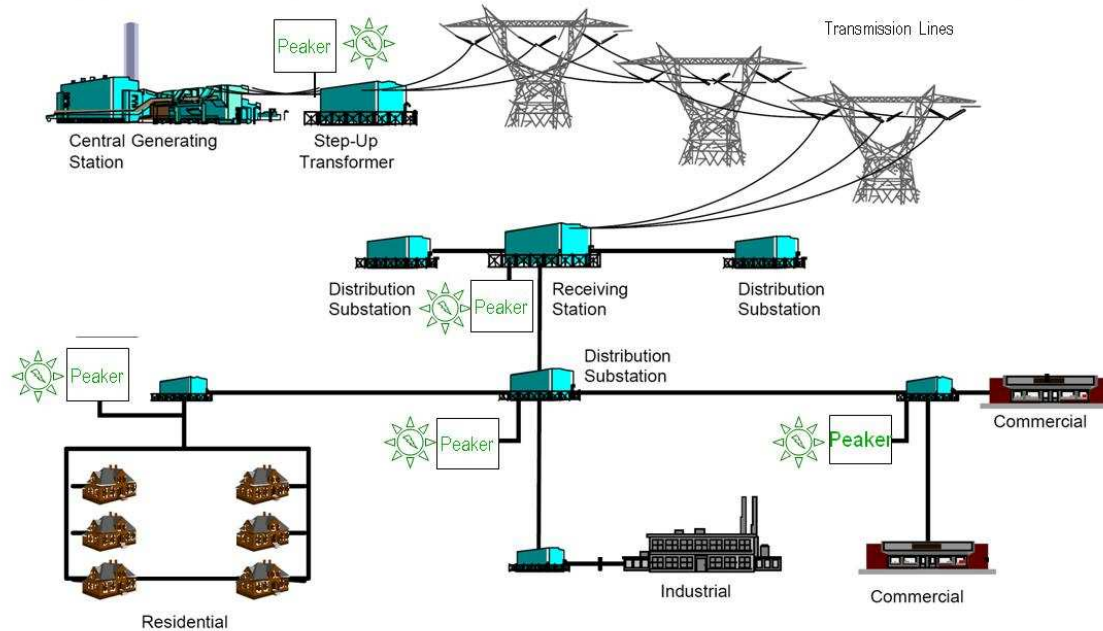 Peaker
Transmission Lines
Central Generating
Station
Step-Up
Transformer
Distribution
Substation
Peaker
Receiving
Station
Distribution
Substation
Peaker
Distribution
Substation
Peaker
Peaker
Commercial
Residential
Industrial
Commercial